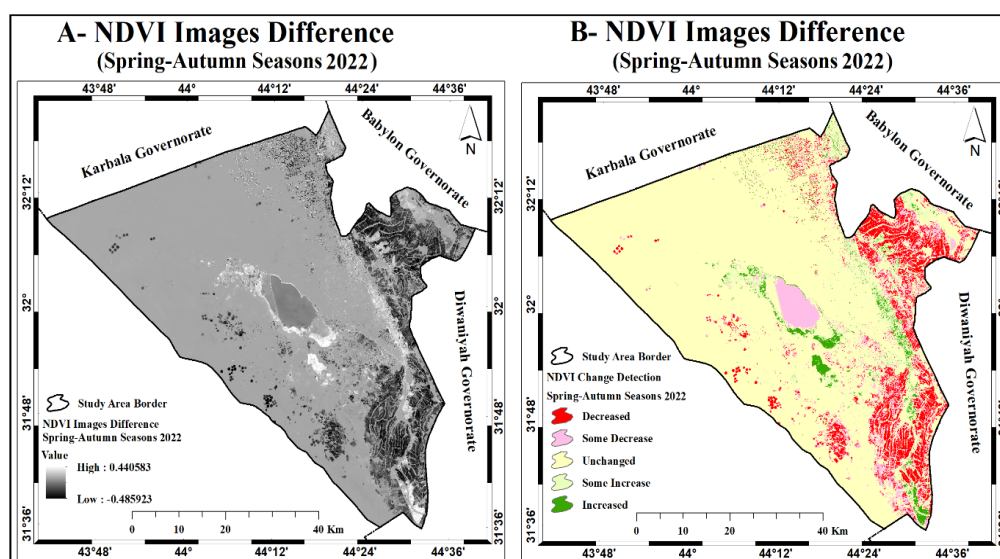 A- NDVI Images Difference
(Spring-Autumn Seasons 2022)
43°48' 44° 44°12' 44°24' 44°36'
Karbala Governorate
Babylon Governorate
N
32°12'
32°12'
32°
32°
Diwaniyah Governorate
31°48'
31°48'
31°36'
31°36'
Study Area Border
NDVI Images Difference
Spring-Autumn Seasons 2022
Value
High : 0.440583
Low : -0.485923
0 10 20 40 Km
43°48' 44° 44°12' 44°24' 44°36'
B- NDVI Images Difference
(Spring-Autumn Seasons 2022)
43°48' 44° 44°12' 44°24' 44°36'
Karbala Governorate
Babylon Governorate
N
32°12'
32°
Diwaniyah Governorate
31°48'
31°36'
Study Area Border
NDVI Change Detection
Spring-Autumn Seasons 2022
Decreased
Some Decrease
Unchanged
Some Increase
Increased
0 10 20 40 Km
43°48' 44° 44°12' 44°24' 44°36'